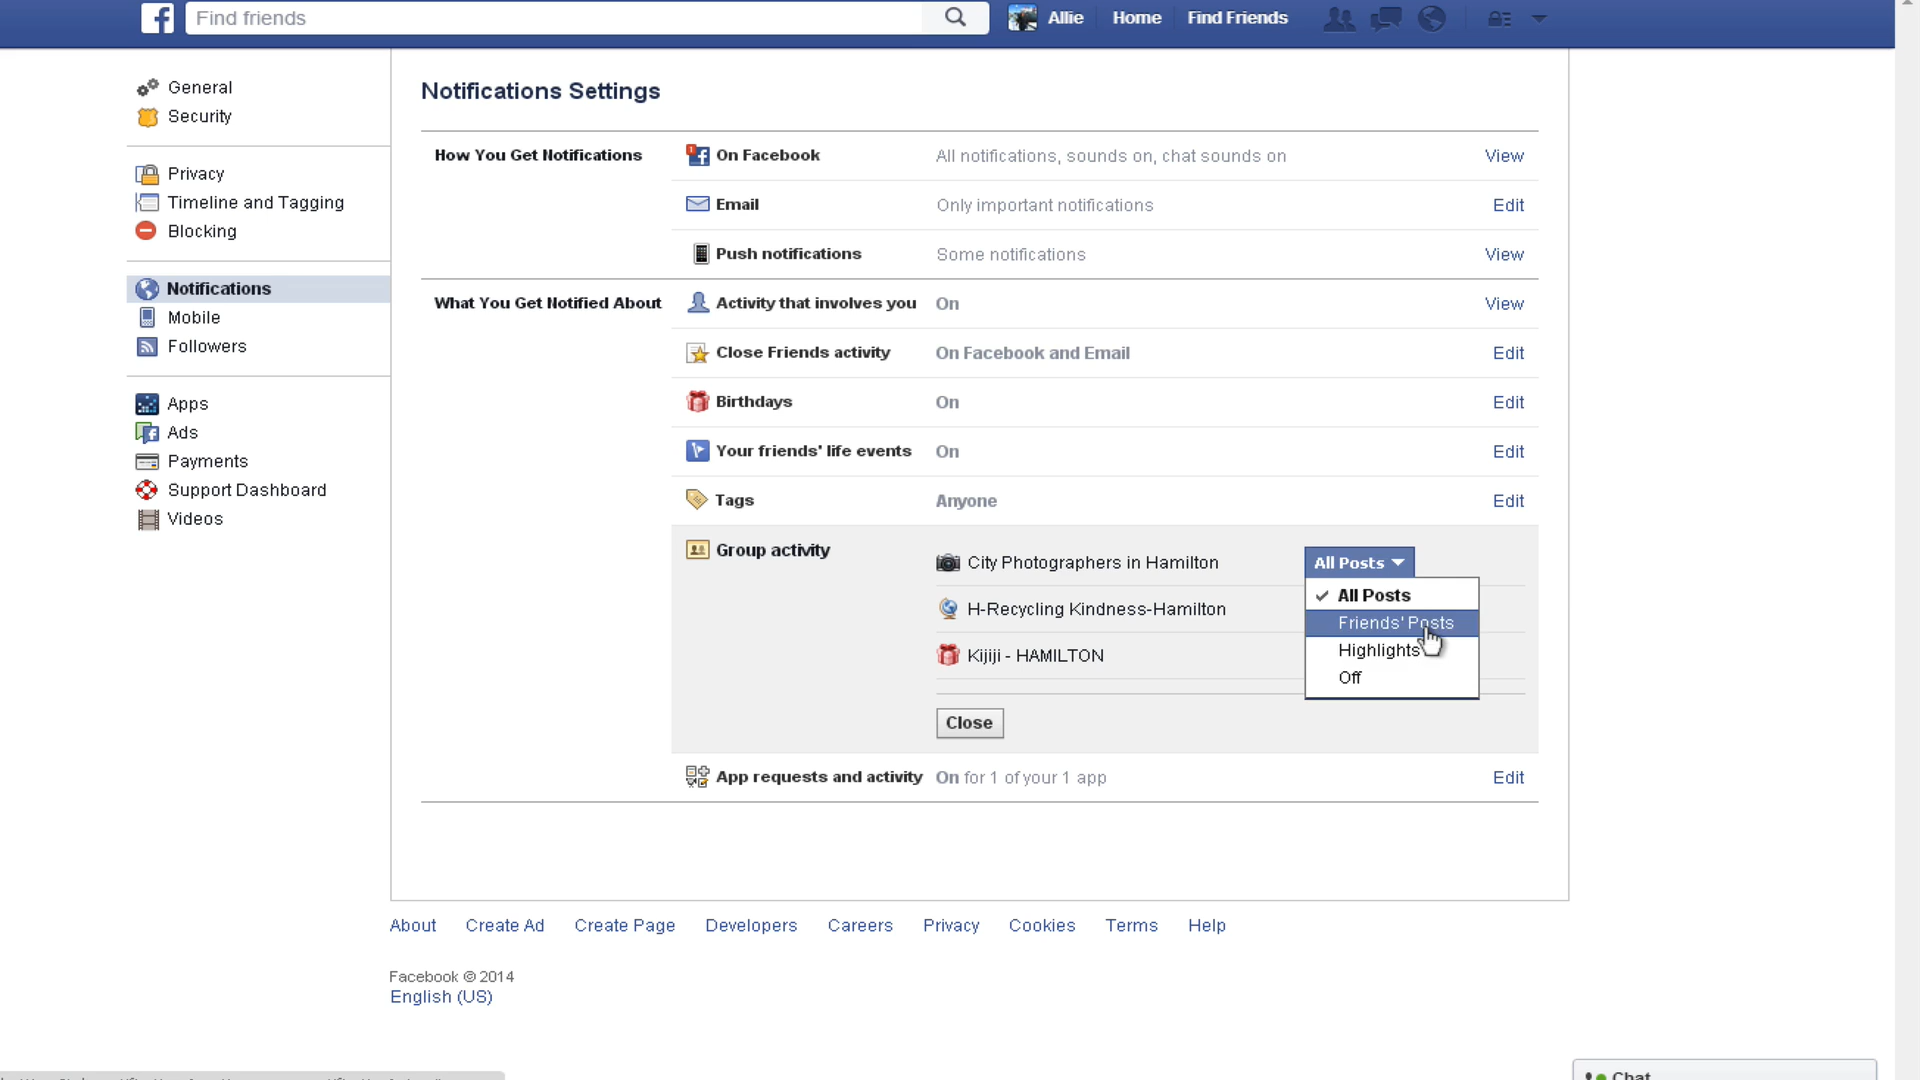 Find friends
Allie Home Find Friends
General
Security
Privacy
Timeline and Tagging
Blocking
Notifications
Mobile
Followers
Apps
Ads
Payments
Support Dashboard
Videos
Notifications Settings
How You Get Notifications
On Facebook All notifications, sounds on, chat sounds on View
Email Only important notifications Edit
Push notifications Some notifications View
What You Get Notified About
Activity that involves you On View
Close Friends activity On Facebook and Email Edit
Birthdays On Edit
Your friends' life events On Edit
Tags Anyone Edit
Group activity
City Photographers in Hamilton All Posts
H-Recycling Kindness-Hamilton
Kijiji - HAMILTON
All Posts
Friends' Posts
Highlights
Off
Close
App requests and activity On for 1 of your 1 app Edit
About Create Ad Create Page Developers Careers Privacy Cookies Terms Help
Facebook © 2014
English (US)
Chat